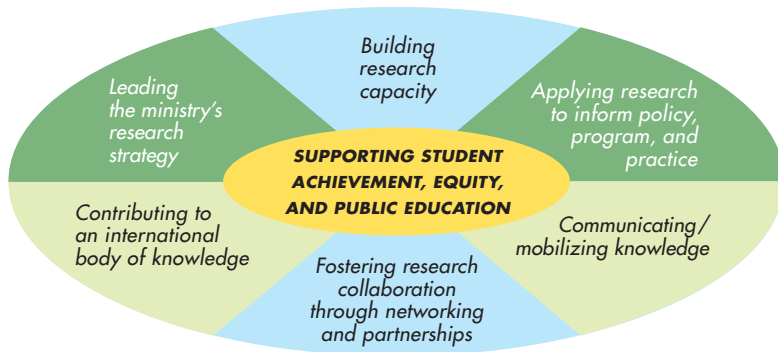 Building
research
capacity
Leading
the ministry's
research
strategy
Applying research
to inform policy,
program, and
practice
SUPPORTING STUDENT
ACHIEVEMENT, EQUITY,
AND PUBLIC EDUCATION
Contributing to
an international
body of knowledge
Communicating/
mobilizing knowledge
Fostering research
collaboration
through networking
and partnerships